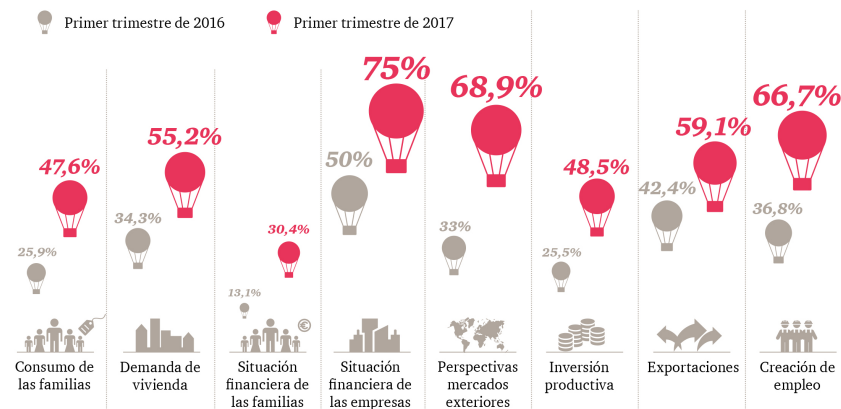 Primer trimestre de 2016
Primer trimestre de 2017
47,6%
25,9%
Consumo de
las familias
55,2%
34,3%
Demanda de
vivienda
30,4%
13,1%
Situación
financiera de
las familias
75%
50%
Situación
financiera de
las empresas
68,9%
33%
Perspectivas
mercados
exteriores
48,5%
25,5%
Inversión
productiva
59,1%
42,4%
Exportaciones
66,7%
36,8%
Creación de
empleo